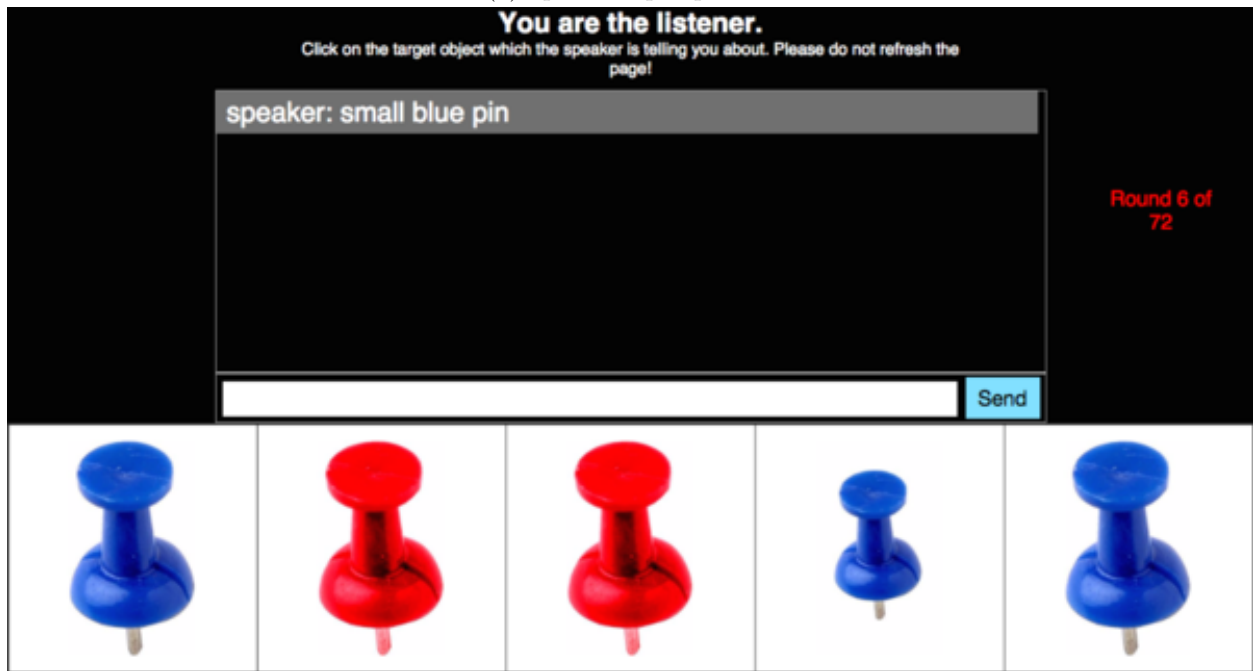 You are the listener.
Click on the target object which the speaker is telling you about. Please do not refresh the
page!
speaker: small blue pin
Round 6 of
72
Send